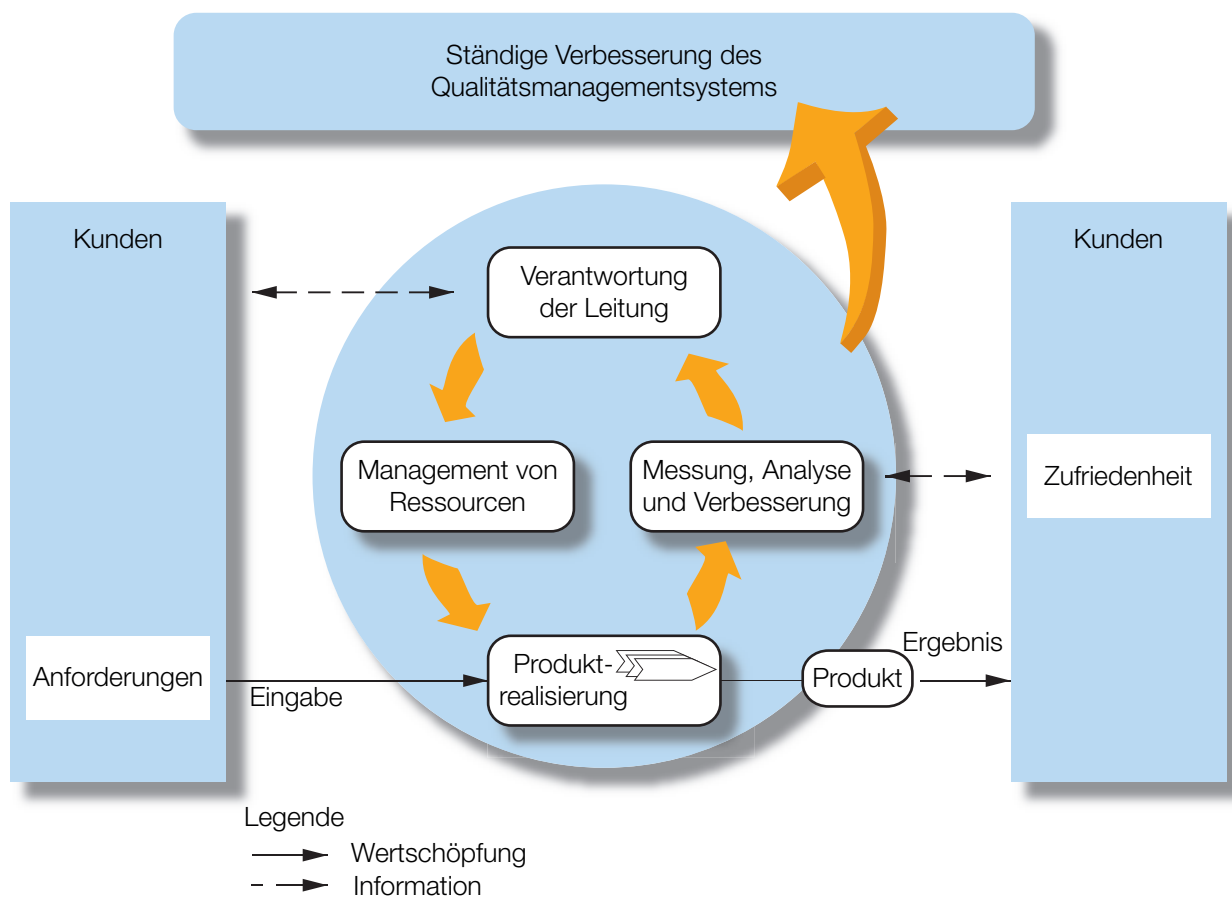 Ständige Verbesserung des
Qualitätsmanagementsystems
Kunden
Kunden
Verantwortung
der Leitung
Management von
Ressourcen
Messung, Analyse
und Verbesserung
Zufriedenheit
Anforderungen
Eingabe
Produkt-
realisierung
Produkt
Ergebnis
Legende
Wertschöpfung
Information